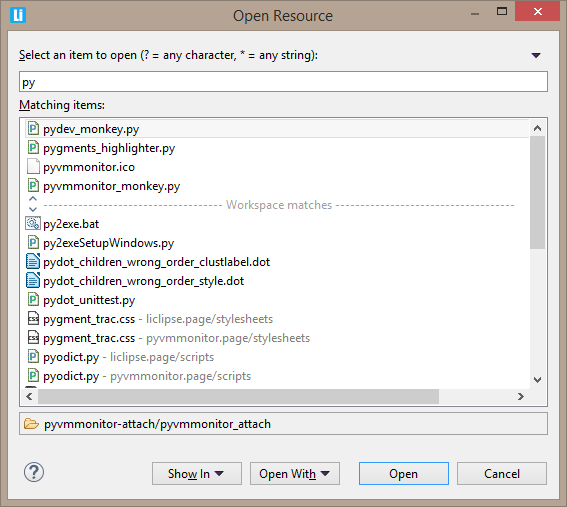 Li
Open Resource
Select an item to open (? = any character, * = any string):
py
Matching items:
pydev_monkey.py
pygments_highlighter.py
pyvmmonitor.ico
pyvmmonitor_monkey.py
Workspace matches
py2exe.bat
py2exeSetupWindows.py
pydot_children_wrong_order_clustlabel.dot
pydot_children_wrong_order_style.dot
pydot_unittest.py
pygment_trac.css - liclipse.page/stylesheets
pygment_trac.css - pyvmmonitor.page/stylesheets
pyodict.py - liclipse.page/scripts
pyodict.py - pyvmmonitor.page/scripts
pyvmmonitor-attach/pyvmmonitor_attach
? Show In Open With Open Cancel